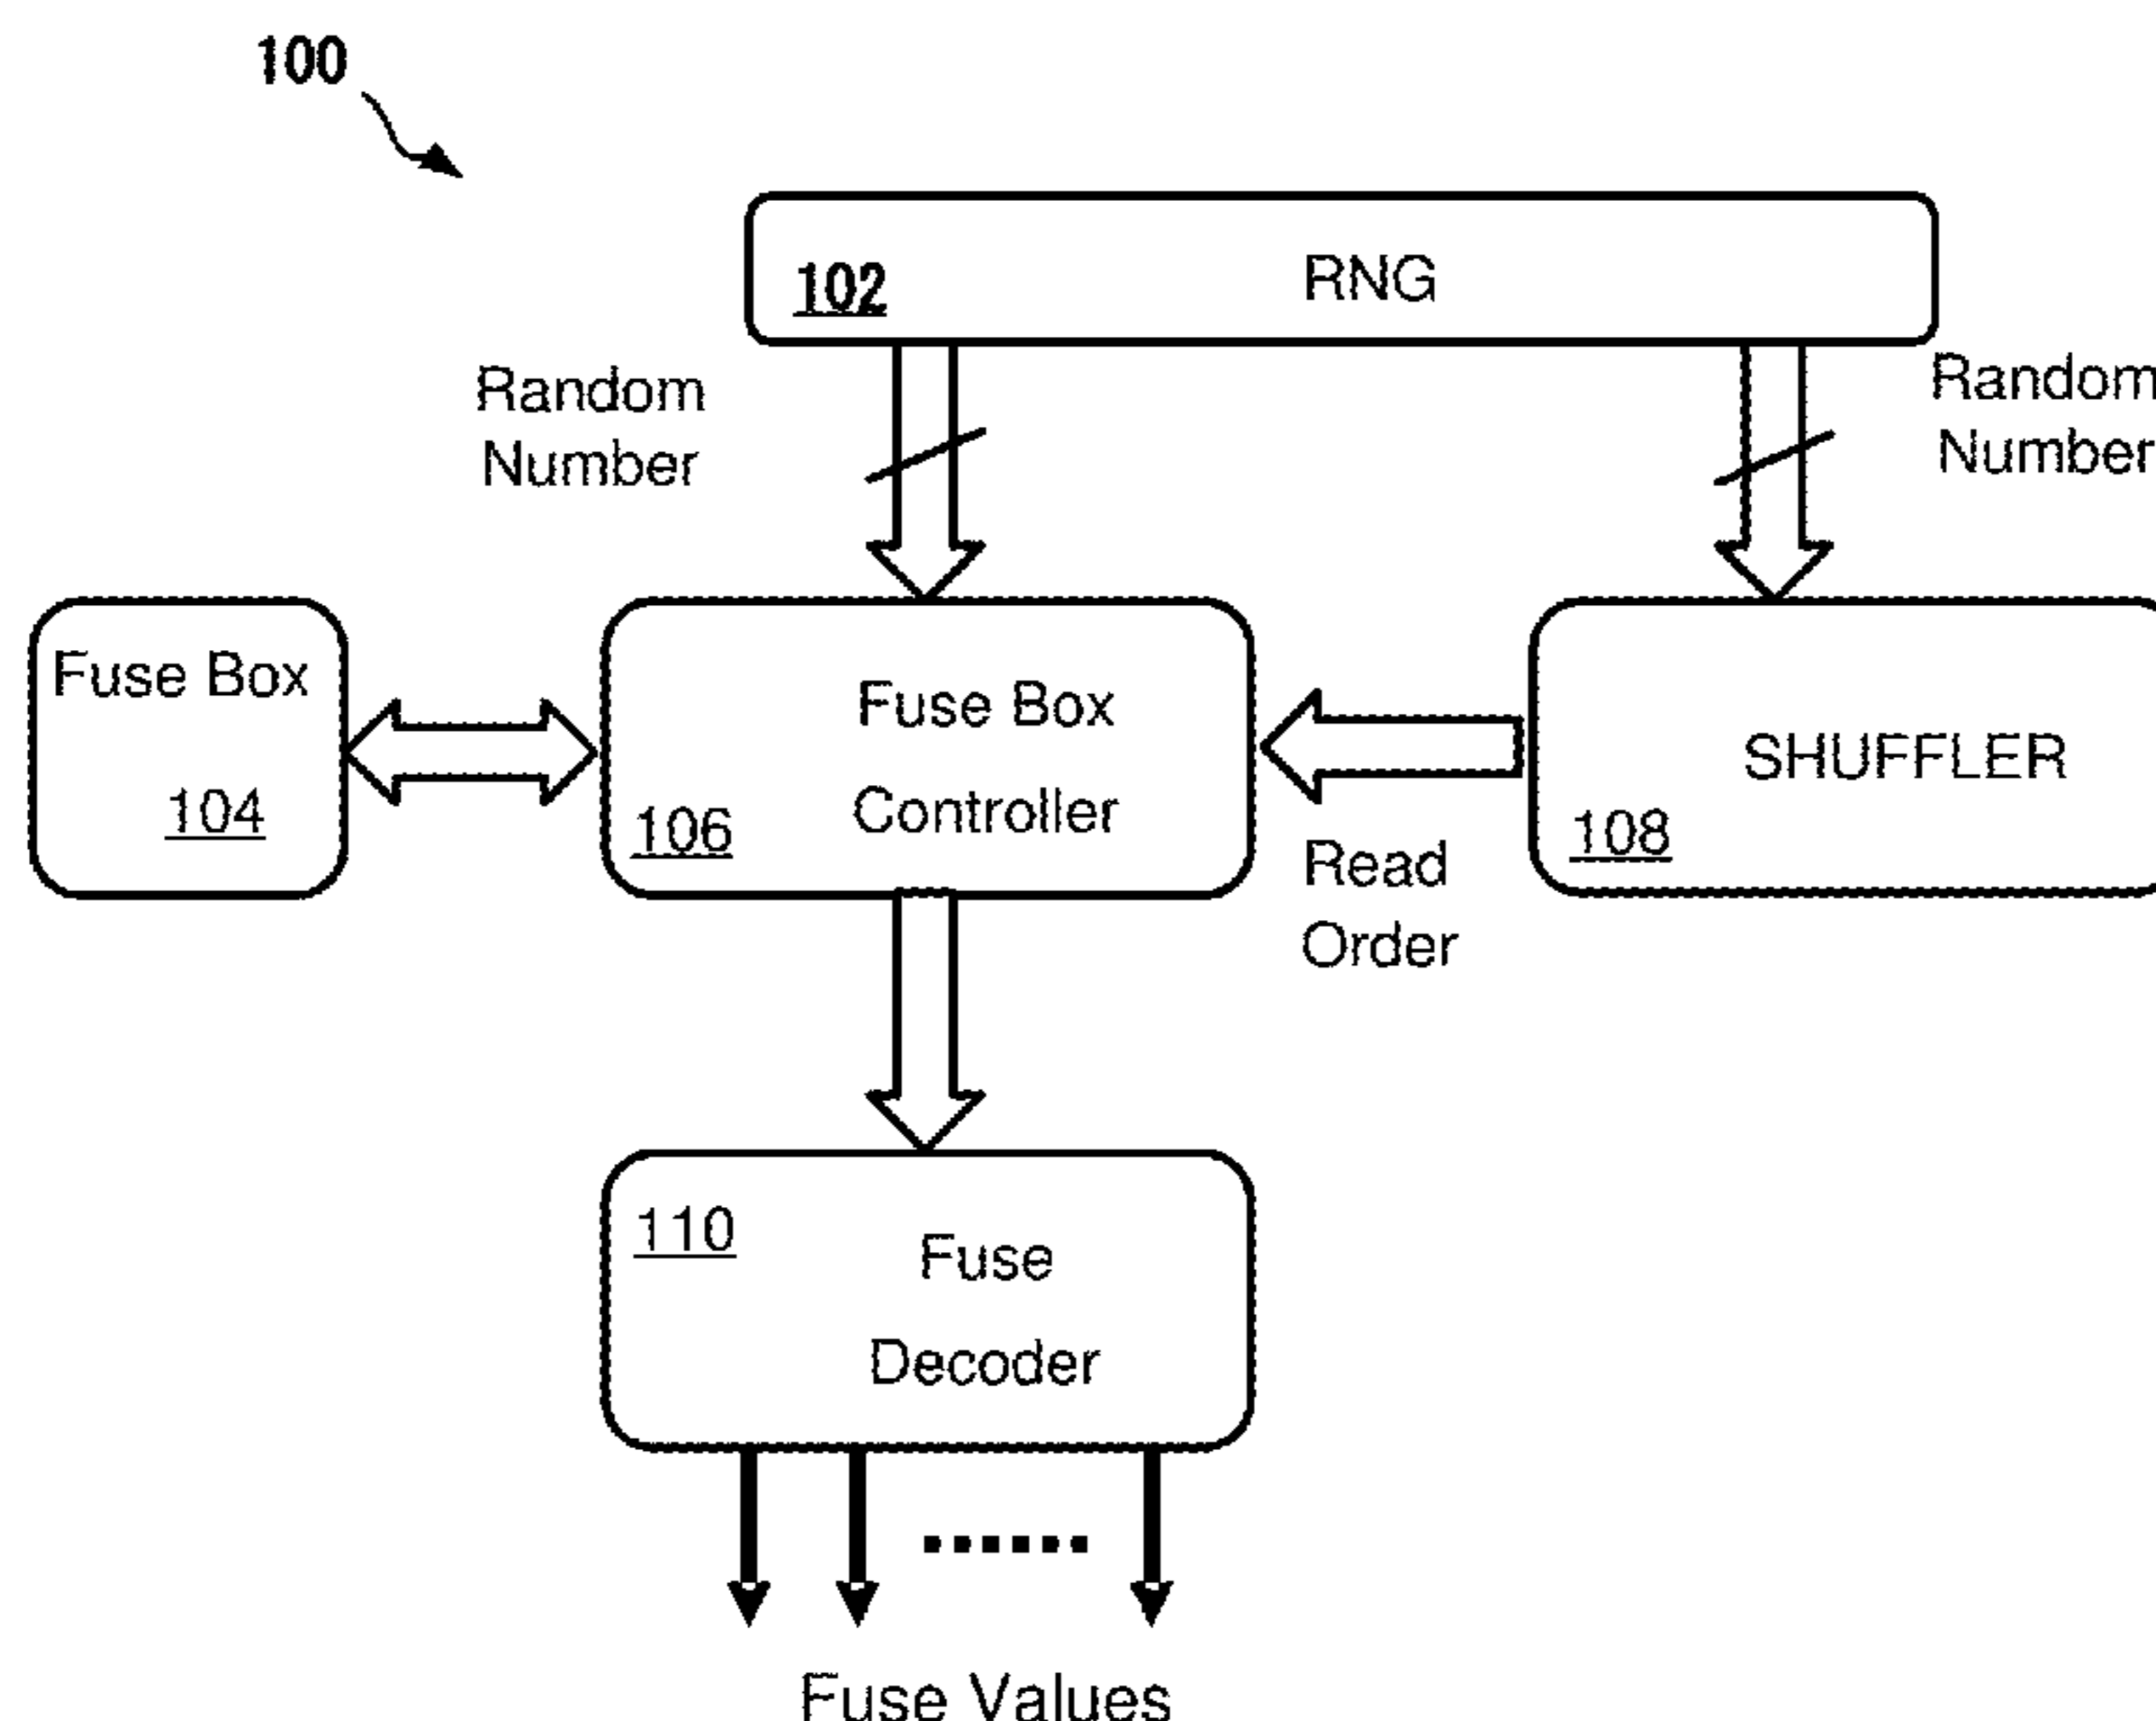 100
102
RNG
Random
Number
Random
Number
Fuse Box
104
Fuse Box
Controller
106
Read
Order
SHUFFLER
108
110
Fuse
Decoder
Fuse Values